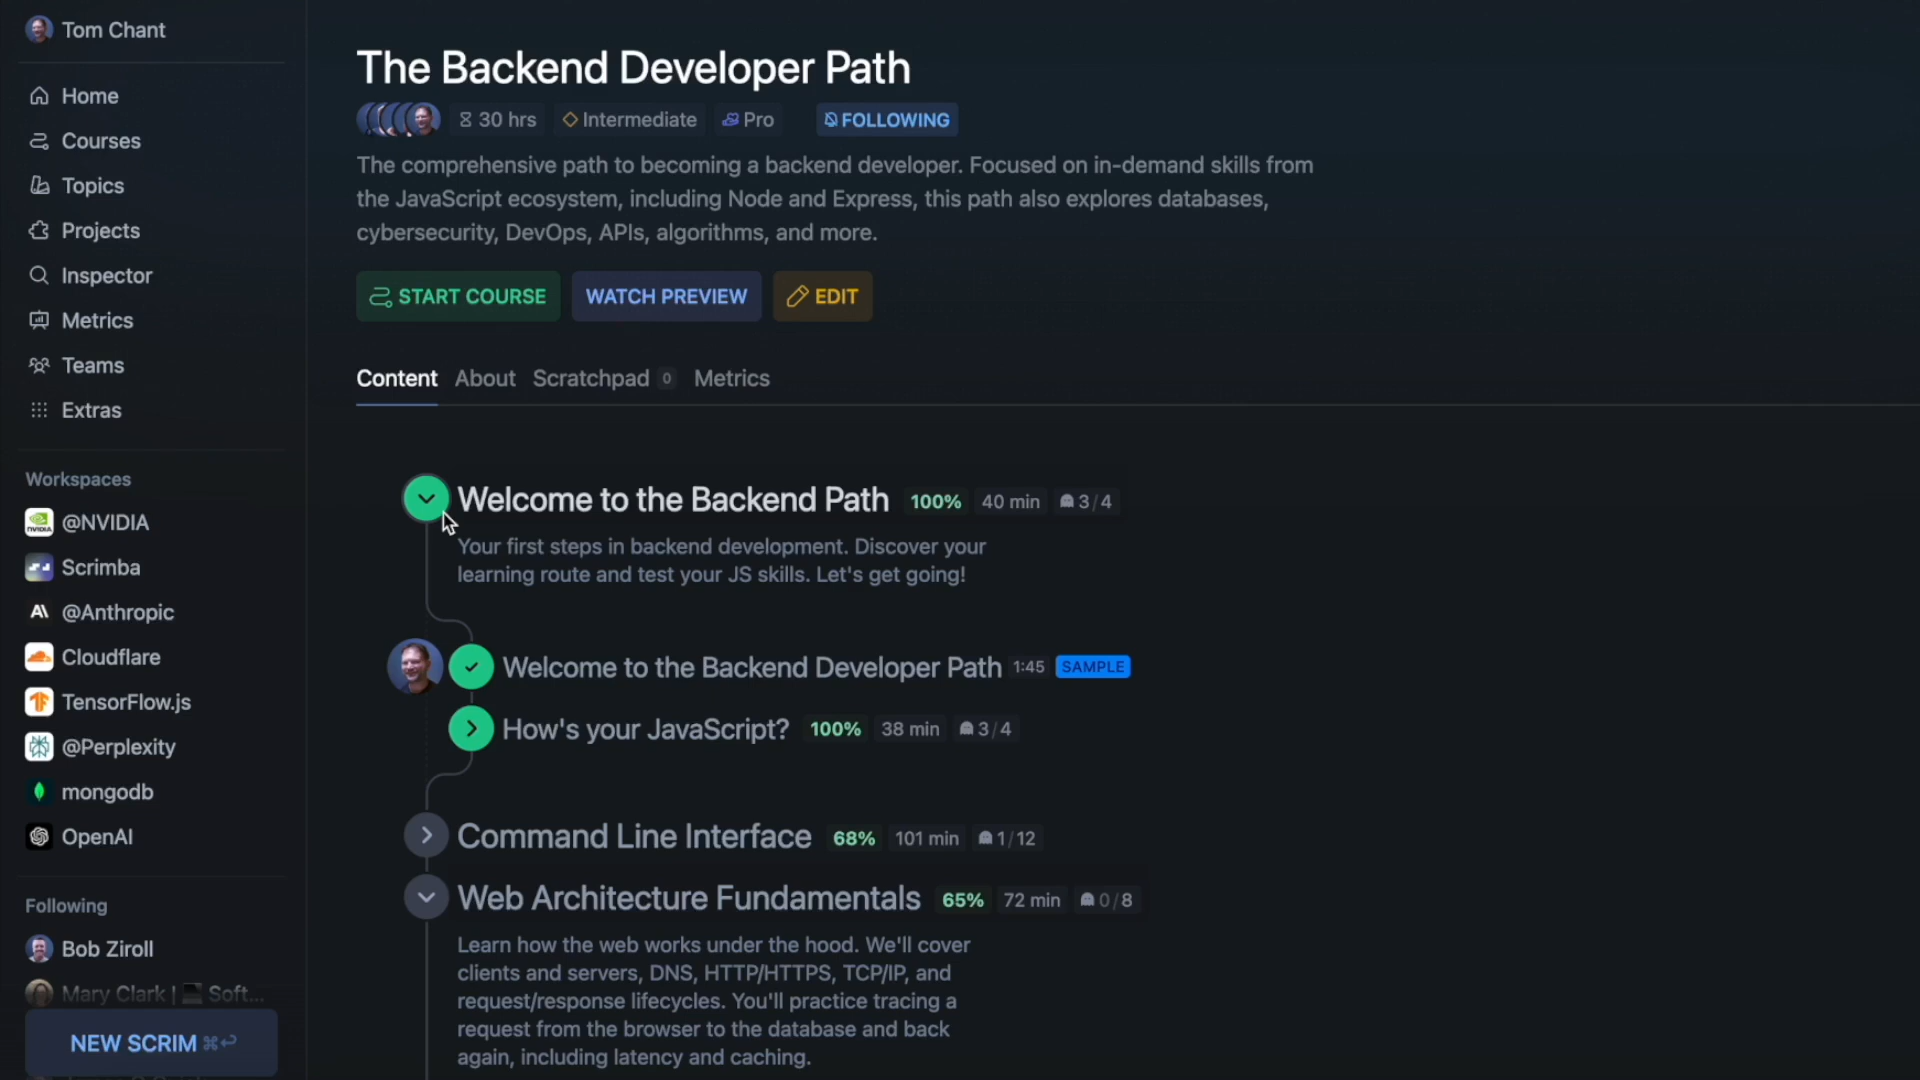 Tom Chant
Home
Courses
Topics
Projects
Inspector
Metrics
Teams
Extras
Workspaces
@NVIDIA
Scrimba
@Anthropic
Cloudflare
TensorFlow.js
@Perplexity
mongodb
OpenAI
Following
Bob Ziroll
Mary Clark | Soft...
NEW SCRIM ⌘↩
The Backend Developer Path
30 hrs Intermediate Pro FOLLOWING
The comprehensive path to becoming a backend developer. Focused on in-demand skills from
the JavaScript ecosystem, including Node and Express, this path also explores databases,
cybersecurity, DevOps, APIs, algorithms, and more.
START COURSE WATCH PREVIEW EDIT
Content About Scratchpad 0 Metrics
Welcome to the Backend Path 100% 40 min 3/4
Your first steps in backend development. Discover your
learning route and test your JS skills. Let's get going!
Welcome to the Backend Developer Path 1:45 SAMPLE
How's your JavaScript? 100% 38 min 3/4
Command Line Interface 68% 101 min 1/12
Web Architecture Fundamentals 65% 72 min 0/8
Learn how the web works under the hood. We'll cover
clients and servers, DNS, HTTP/HTTPS, TCP/IP, and
request/response lifecycles. You'll practice tracing a
request from the browser to the database and back
again, including latency and caching.